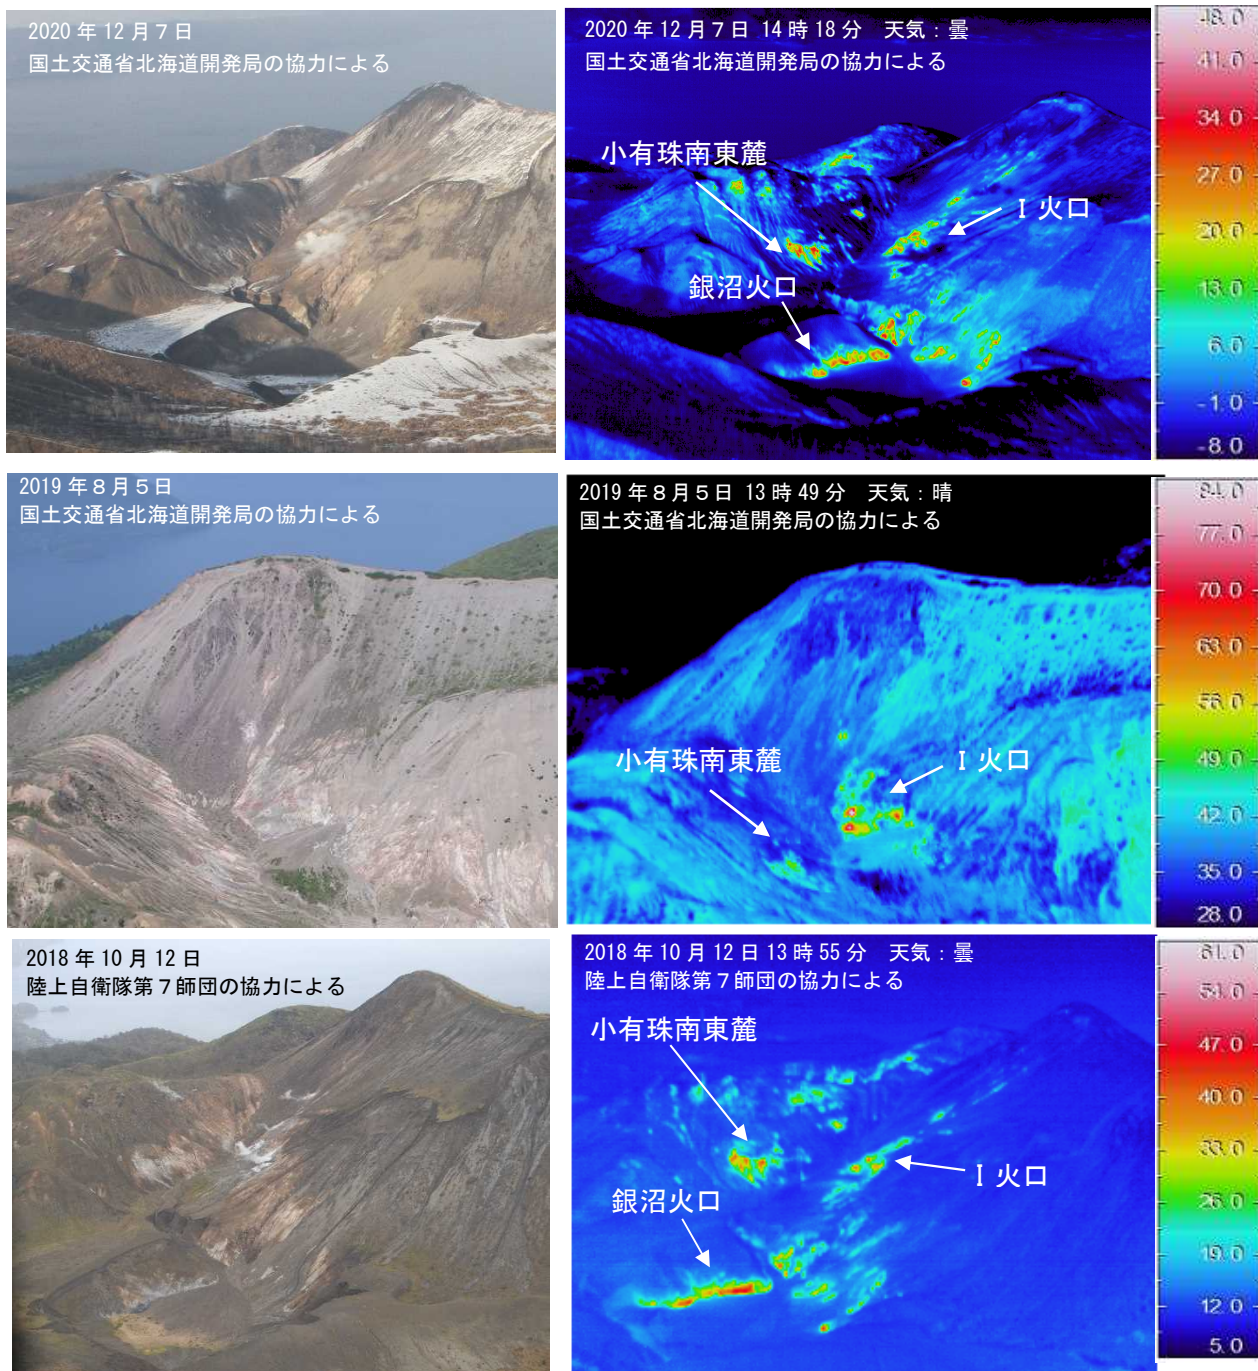 2020 年 12 月 7 日
国土交通省北海道開発局の協力による
2020 年 12 月 7 日 14 時 18 分　天気：曇
国土交通省北海道開発局の協力による
小有珠南東麓
I 火口
銀沼火口
48.0
41.0
34.0
27.0
20.0
13.0
6.0
-1.0
-8.0
2019 年 8 月 5 日
国土交通省北海道開発局の協力による
2019 年 8 月 5 日 13 時 49 分　天気：晴
国土交通省北海道開発局の協力による
小有珠南東麓
I 火口
84.0
77.0
70.0
63.0
56.0
49.0
42.0
35.0
28.0
2018 年 10 月 12 日
陸上自衛隊第 7 師団の協力による
2018 年 10 月 12 日 13 時 55 分　天気：曇
陸上自衛隊第 7 師団の協力による
小有珠南東麓
I 火口
銀沼火口
61.0
54.0
47.0
40.0
33.0
26.0
19.0
12.0
5.0